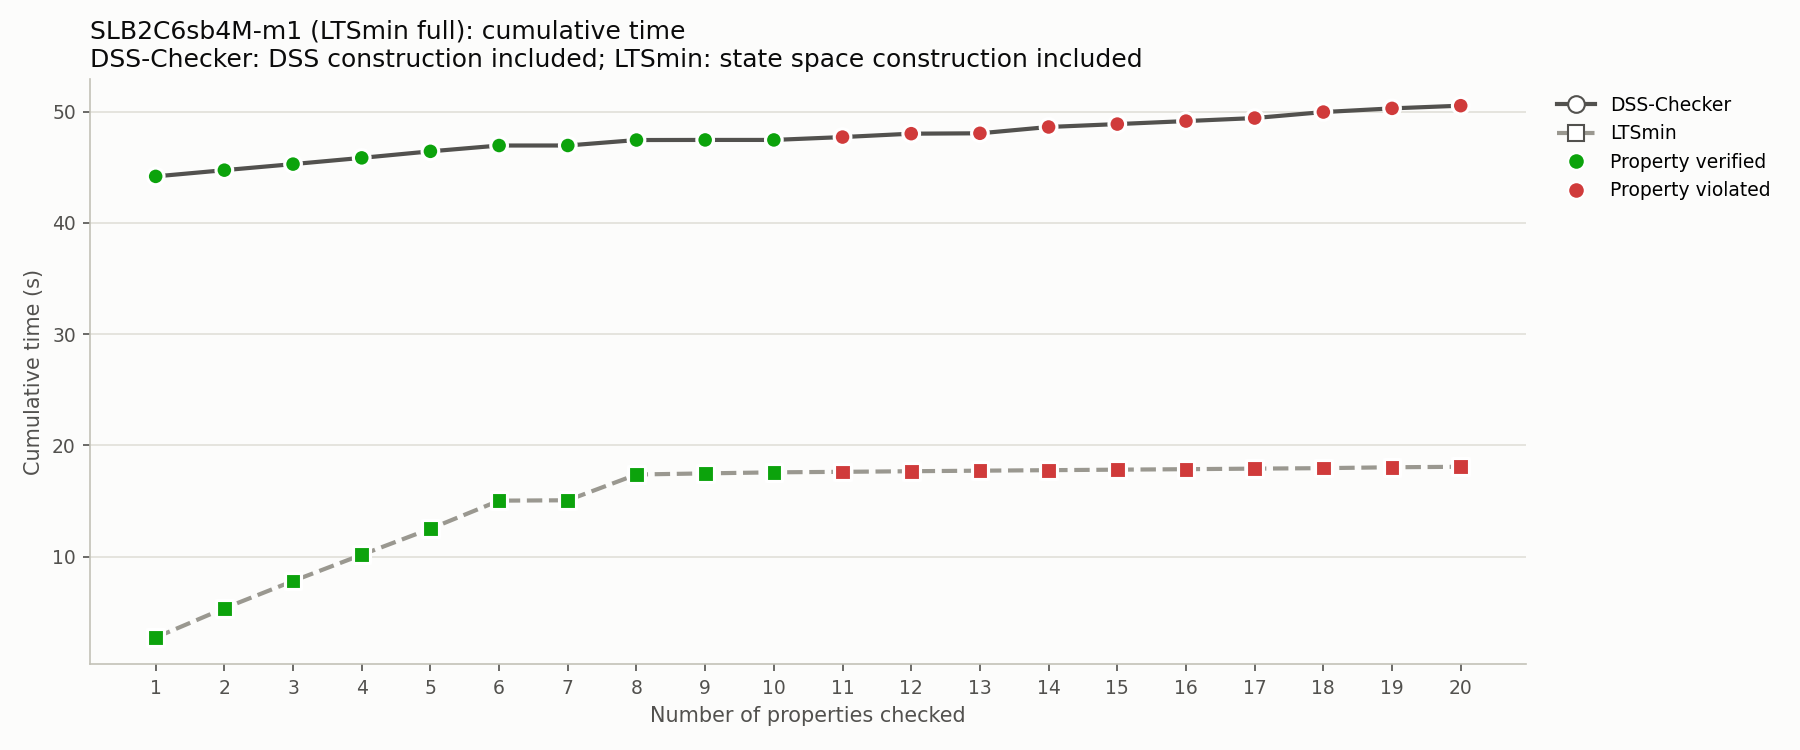 SLB2C6sb4M-m1 (LTSmin full): cumulative time
DSS-Checker: DSS construction included; LTSmin: state space construction included
Cumulative time (s)
50
40
30
20
10
1 2 3 4 5 6 7 8 9 10 11 12 13 14 15 16 17 18 19 20
Number of properties checked
DSS-Checker
LTSmin
Property verified
Property violated